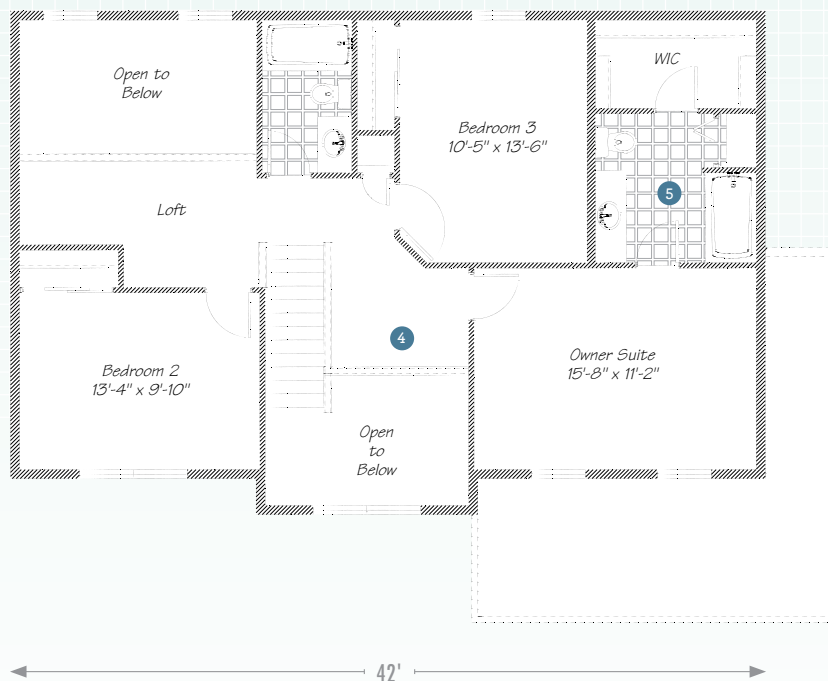 Open to
Below
WIC
Bedroom 3
10'-5" x 13'-6"
5
Loft
4
Bedroom 2
13'-4" x 9'-10"
Owner Suite
15'-8" x 11'-2"
Open
to
Below
42'